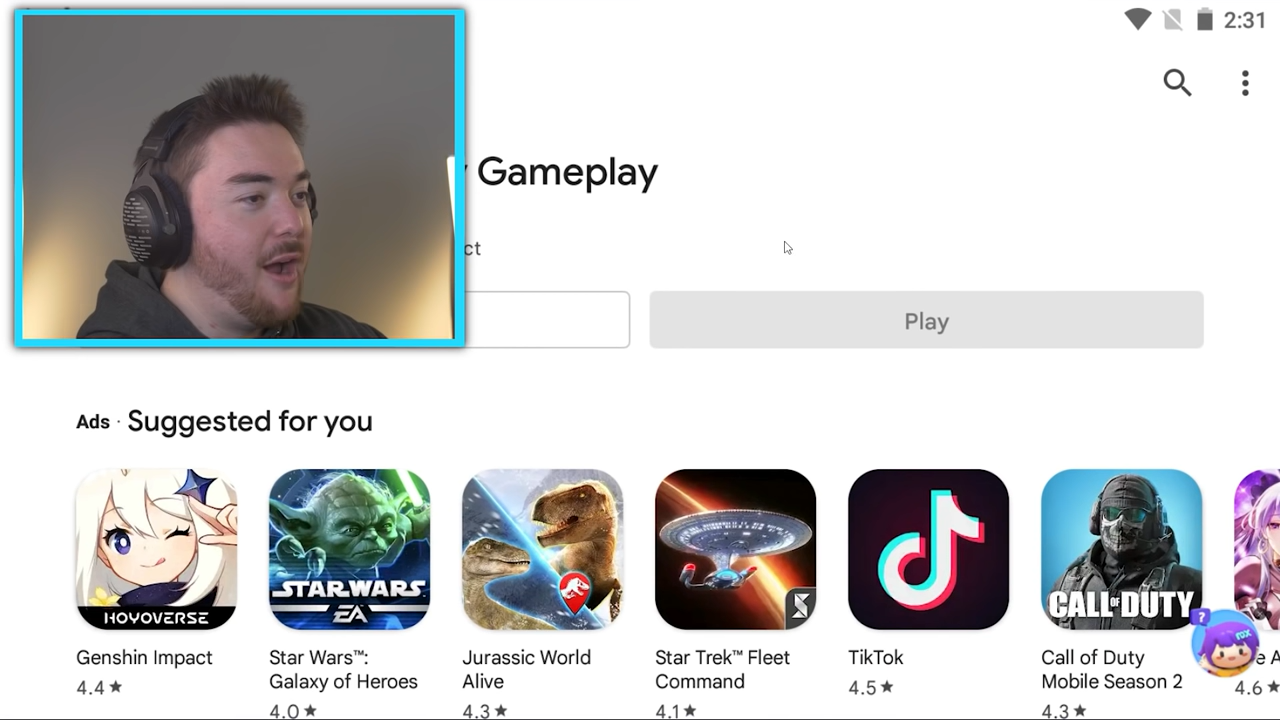 2:31
Gameplay
ct
Play
Ads · Suggested for you
HOYOVERSE
STAR WARS
EA
CALL OF DUTY
rox
?
Genshin Impact
4.4★
Star Wars™:
Galaxy of Heroes
4.0★
Jurassic World
Alive
4.3★
Star Trek™ Fleet
Command
4.1★
TikTok
4.5★
Call of Duty
Mobile Season 2
4.3★
4.6★